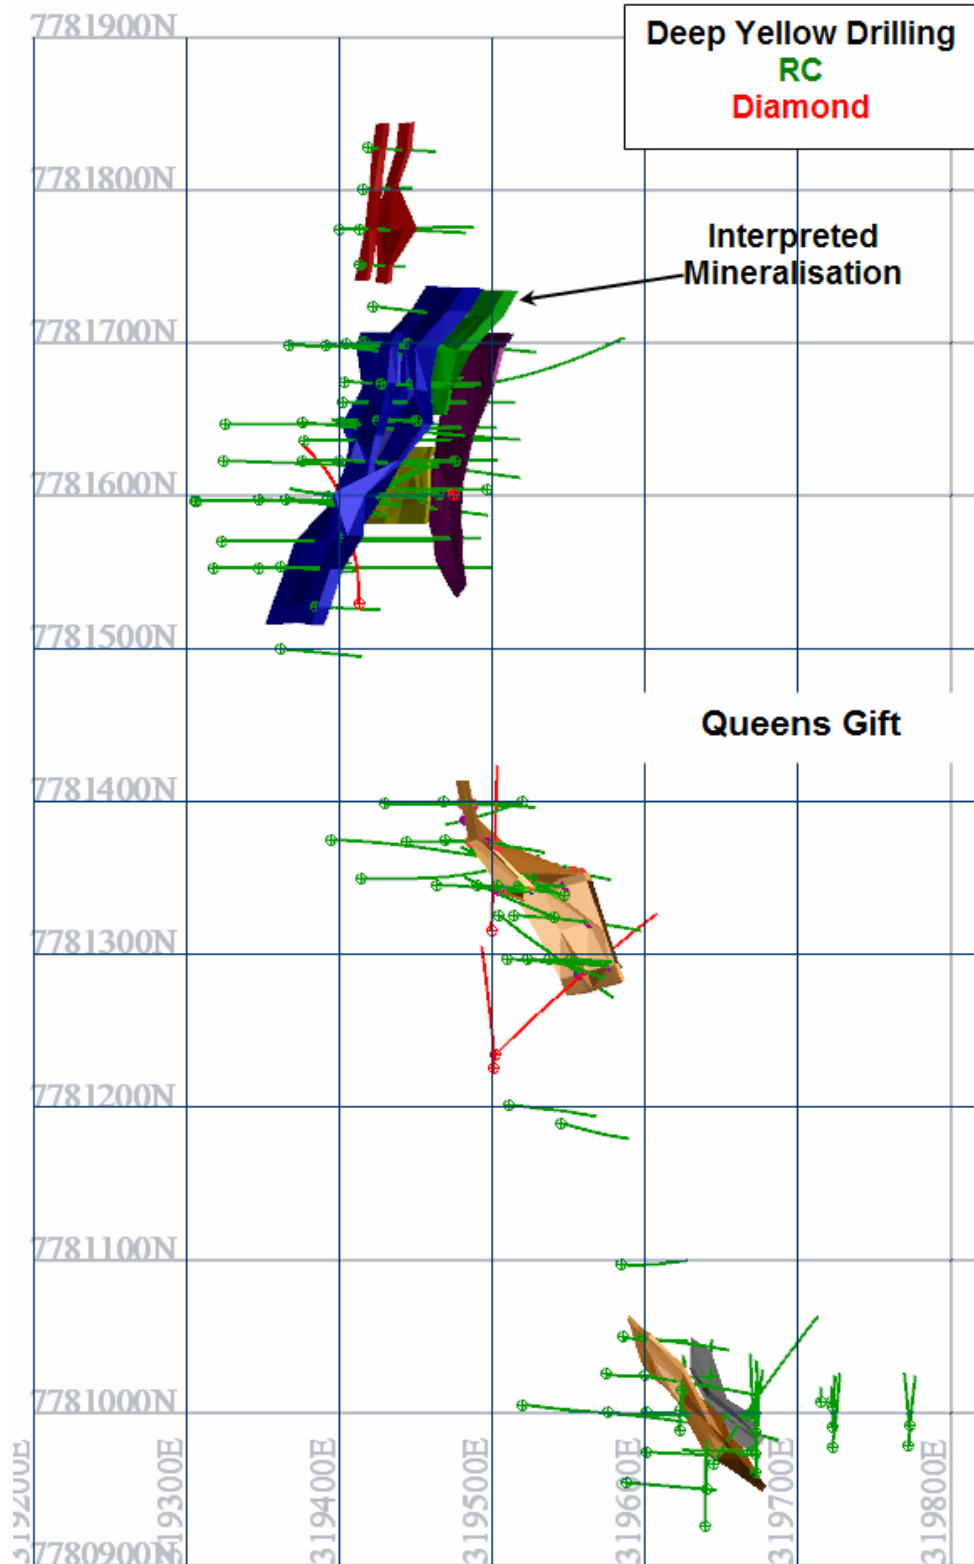 7781900N
Deep Yellow Drilling
RC
Diamond
7781800N
Interpreted
Mineralisation
7781700N
7781600N
7781500N
Queens Gift
7781400N
7781300N
7781200N
7781100N
7781000N
319200E
319300E
319400E
319500E
319600E
319700E
319800E
7780900N